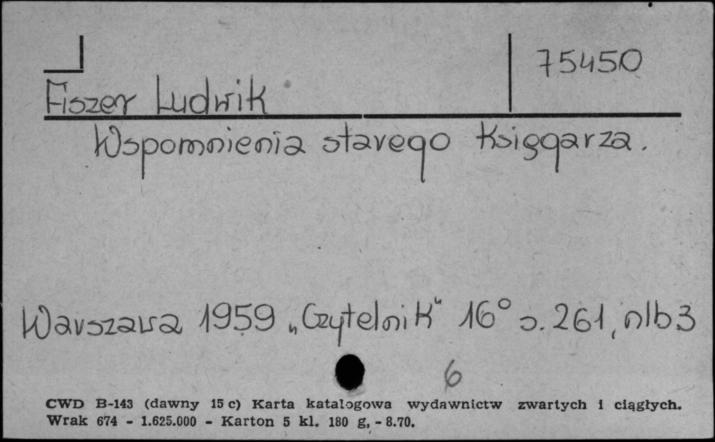 75450
Fiszer Ludwik
Wspomnienia starego Księgarza.
Warszawa 1959 „Czytelnik" 16° s. 261, nlb 3
6
CWD B-143 (dawny 15 c) Karta katalogowa wydawnictw zwartych i ciągłych.
Wrak 674 - 1.625.000 - Karton 5 kl. 180 g, - 8.70.